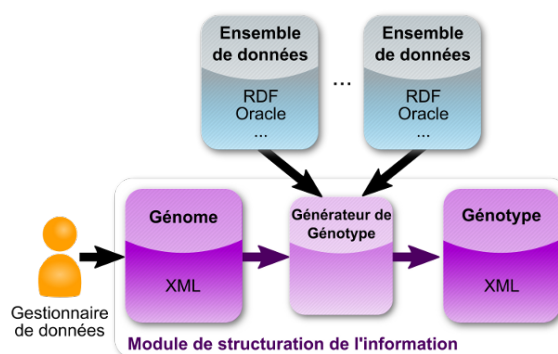 Ensemble
de données
RDF
Oracle
...
...
Ensemble
de données
RDF
Oracle
...
Génome
XML
Générateur de
Génotype
Génotype
XML
Gestionnaire
de données
Module de structuration de l'information